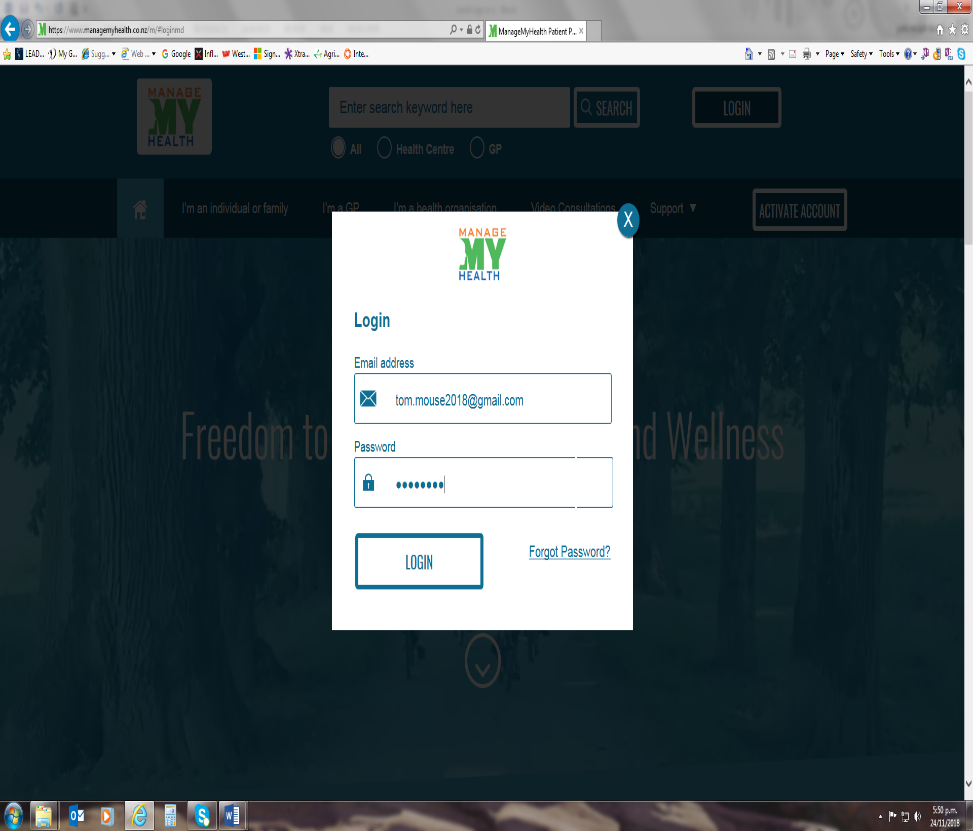 https://www.managemyhealth.co.nz/m/#loginmd
ManageMyHealth Patient P...
LEAD... My G... Sugg... Web ... Google Infl... West... Sign... Xtra... Agri... Inte...
Page Safety Tools
MANAGE
MY
HEALTH
Enter search keyword here
SEARCH
LOGIN
All Health Centre GP
I'm an individual or family I'm a GP I'm a health organisation Video Consultations Support
ACTIVATE ACCOUNT
X
MANAGE
MY
HEALTH
Login
Email address
tom.mouse2018@gmail.com
Freedom to nd Wellness
Password
LOGIN
Forgot Password?
5:50 p.m.
24/11/2018